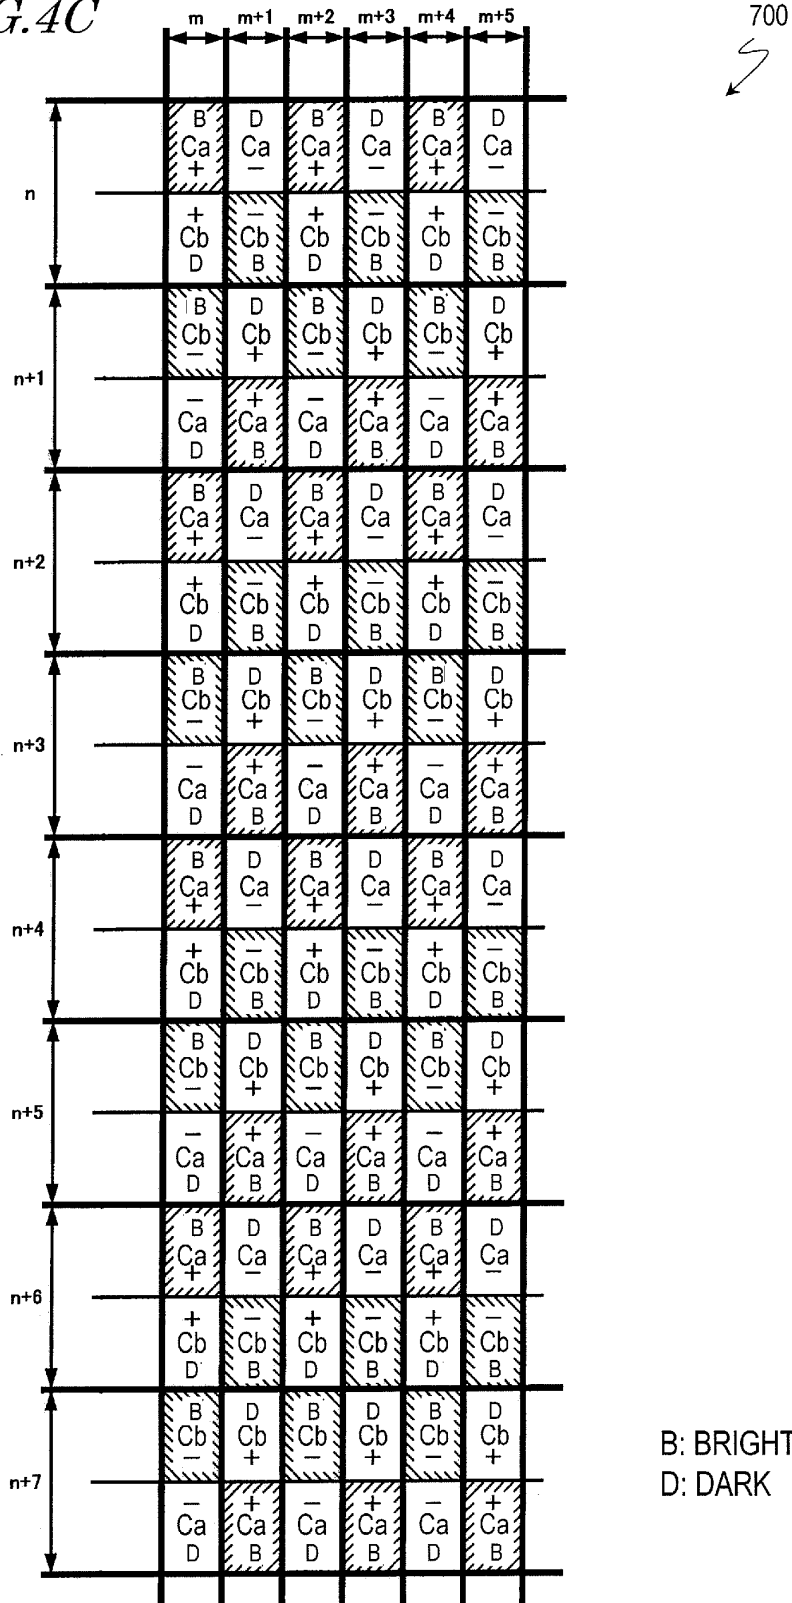 G.4C
700
m m+1 m+2 m+3 m+4 m+5
B D B D B D
Ca Ca Ca Ca Ca Ca
+ − + − + −
n
+ − + − + −
Cb Cb Cb Cb Cb Cb
D B D B D B
B D B D B D
Cb Cb Cb Cb Cb Cb
− + − + − +
n+1
− + − + − +
Ca Ca Ca Ca Ca Ca
D B D B D B
B D B D B D
Ca Ca Ca Ca Ca Ca
+ − + − + −
n+2
+ − + − + −
Cb Cb Cb Cb Cb Cb
D B D B D B
B D B D B D
Cb Cb Cb Cb Cb Cb
− + − + − +
n+3
− + − + − +
Ca Ca Ca Ca Ca Ca
D B D B D B
B D B D B D
Ca Ca Ca Ca Ca Ca
+ − + − + −
n+4
+ − + − + −
Cb Cb Cb Cb Cb Cb
D B D B D B
B D B D B D
Cb Cb Cb Cb Cb Cb
− + − + − +
n+5
− + − + − +
Ca Ca Ca Ca Ca Ca
D B D B D B
B D B D B D
Ca Ca Ca Ca Ca Ca
+ − + − + −
n+6
+ − + − + −
Cb Cb Cb Cb Cb Cb
D B D B D B
B D B D B D
Cb Cb Cb Cb Cb Cb
− + − + − +
n+7
− + − + − +
Ca Ca Ca Ca Ca Ca
D B D B D B
B: BRIGHT
D: DARK